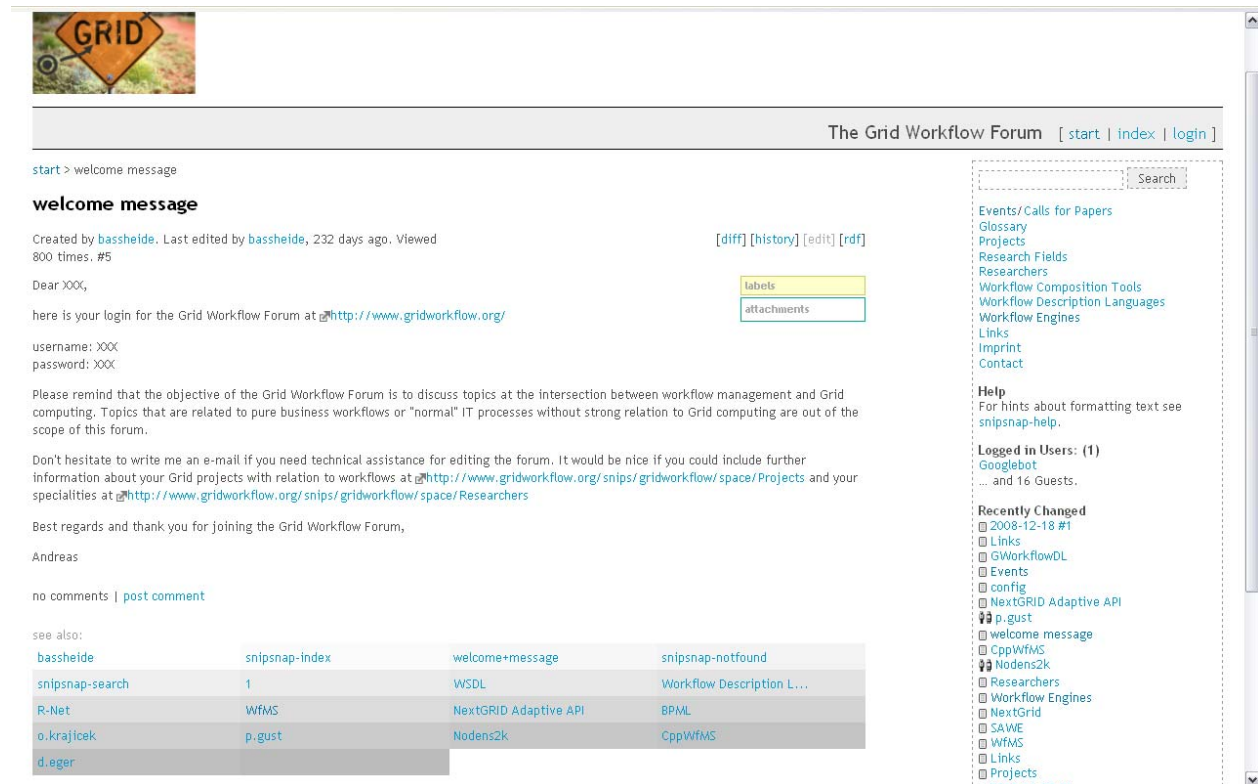 GRID
The Grid Workflow Forum [ start | index | login ]
start > welcome message
welcome message
Created by bassheide. Last edited by bassheide, 232 days ago. Viewed
800 times. #5
[diff] [history] [edit] [rdf]
labels
attachments
Dear XXX,
here is your login for the Grid Workflow Forum at http://www.gridworkflow.org/
username: XXX
password: XXX
Please remind that the objective of the Grid Workflow Forum is to discuss topics at the intersection between workflow management and Grid
computing. Topics that are related to pure business workflows or "normal" IT processes without strong relation to Grid computing are out of the
scope of this forum.
Don't hesitate to write me an e-mail if you need technical assistance for editing the forum. It would be nice if you could include further
information about your Grid projects with relation to workflows at http://www.gridworkflow.org/snips/gridworkflow/space/Projects and your
specialities at http://www.gridworkflow.org/snips/gridworkflow/space/Researchers
Best regards and thank you for joining the Grid Workflow Forum,
Andreas
no comments | post comment
see also:
bassheide snipsnap-index welcome+message snipsnap-notfound
snipsnap-search 1 WSDL Workflow Description L...
R-Net WfMS NextGRID Adaptive API BPML
o.krajicek p.gust Nodens2k CppWfMS
d.eger
Search
Events/Calls for Papers
Glossary
Projects
Research Fields
Researchers
Workflow Composition Tools
Workflow Description Languages
Workflow Engines
Links
Imprint
Contact
Help
For hints about formatting text see
snipsnap-help.
Logged in Users: (1)
Googlebot
... and 16 Guests.
Recently Changed
2008-12-18 #1
Links
GWorkflowDL
Events
config
NextGRID Adaptive API
p.gust
welcome message
CppWfMS
Nodens2k
Researchers
Workflow Engines
NextGrid
SAWE
WfMS
Links
Projects